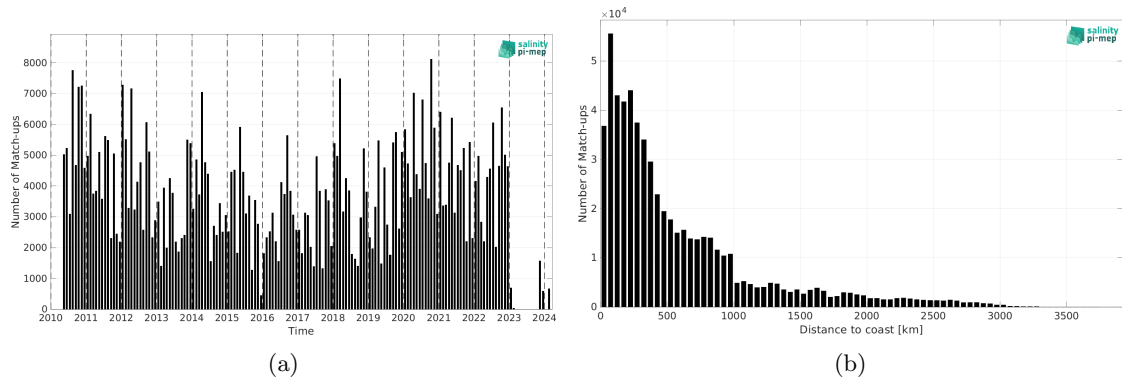 salinity
pi-mep
Number of Match-ups
8000
7000
6000
5000
4000
3000
2000
1000
0
2010 2011 2012 2013 2014 2015 2016 2017 2018 2019 2020 2021 2022 2023 2024
Time
(a)
×10⁴
salinity
pi-mep
Number of Match-ups
5
4
3
2
1
0
0 500 1000 1500 2000 2500 3000 3500
Distance to coast [km]
(b)